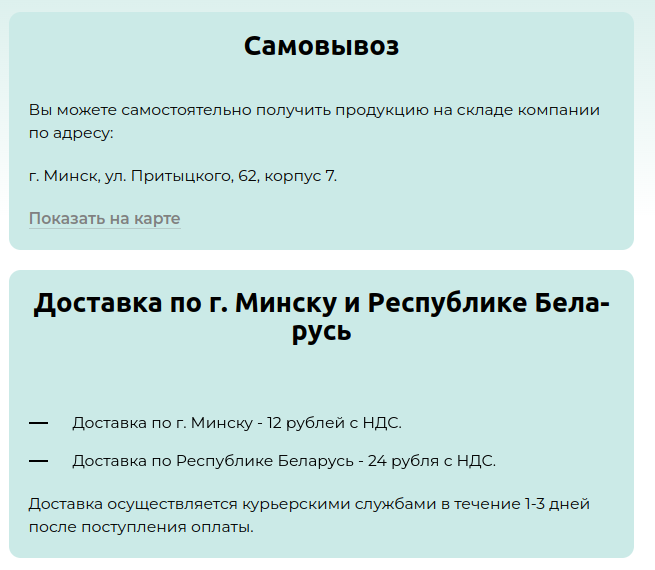 Самовывоз
Вы можете самостоятельно получить продукцию на складе компании
по адресу:
г. Минск, ул. Притыцкого, 62, корпус 7.
Показать на карте
Доставка по г. Минску и Республике Бела-
русь
— Доставка по г. Минску - 12 рублей с НДС.
— Доставка по Республике Беларусь - 24 рубля с НДС.
Доставка осуществляется курьерскими службами в течение 1-3 дней
после поступления оплаты.